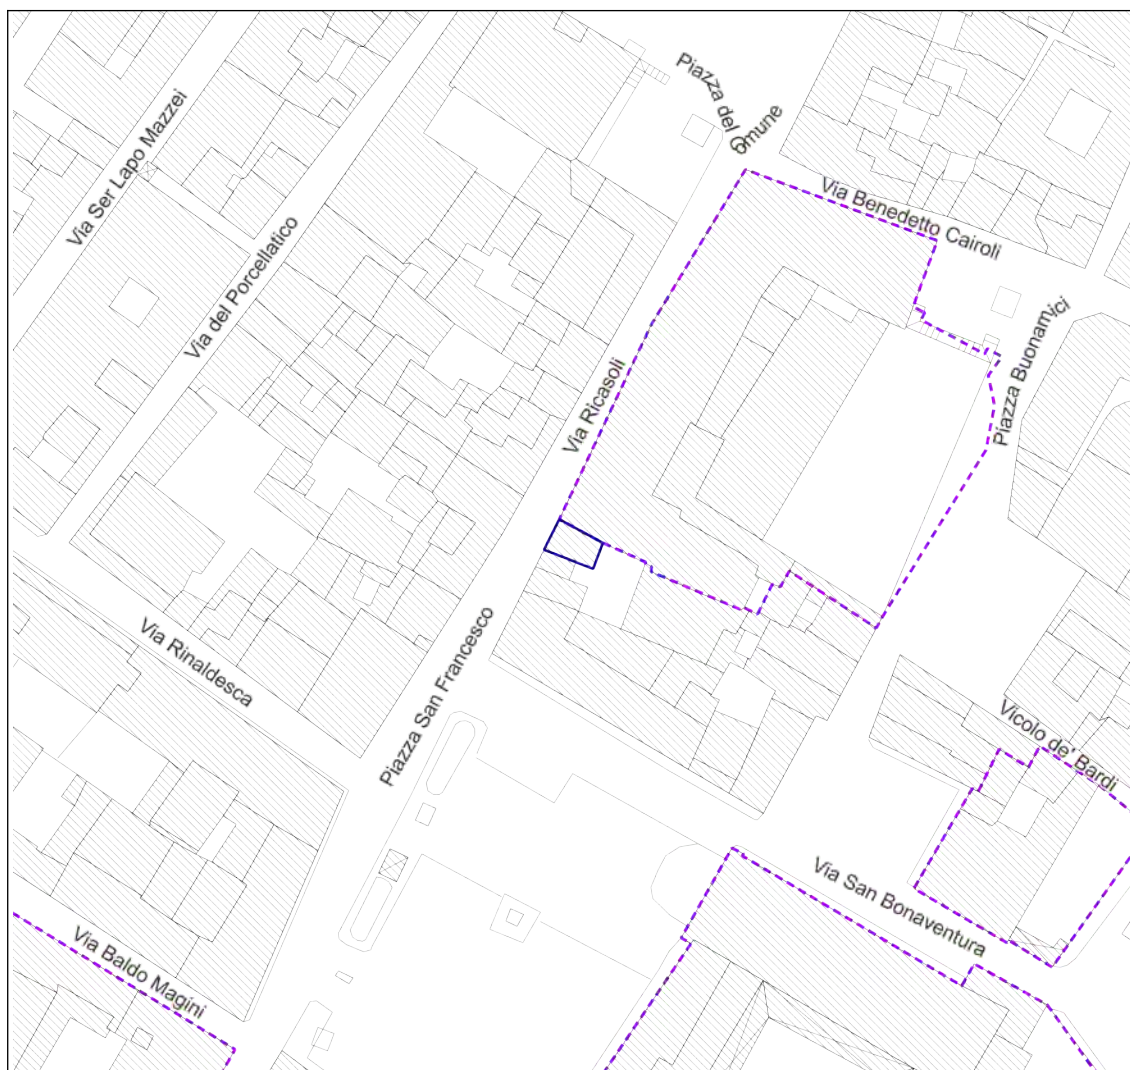 Piazza del Comune
Via Ser Lapo Mazzei
Via Benedetto Cairoli
Via del Porcellatico
Piazza Buonamici
Via Ricasoli
Via Rinaldesca
Piazza San Francesco
Vicolo de' Bardi
Via San Bonaventura
Via Baldo Magini